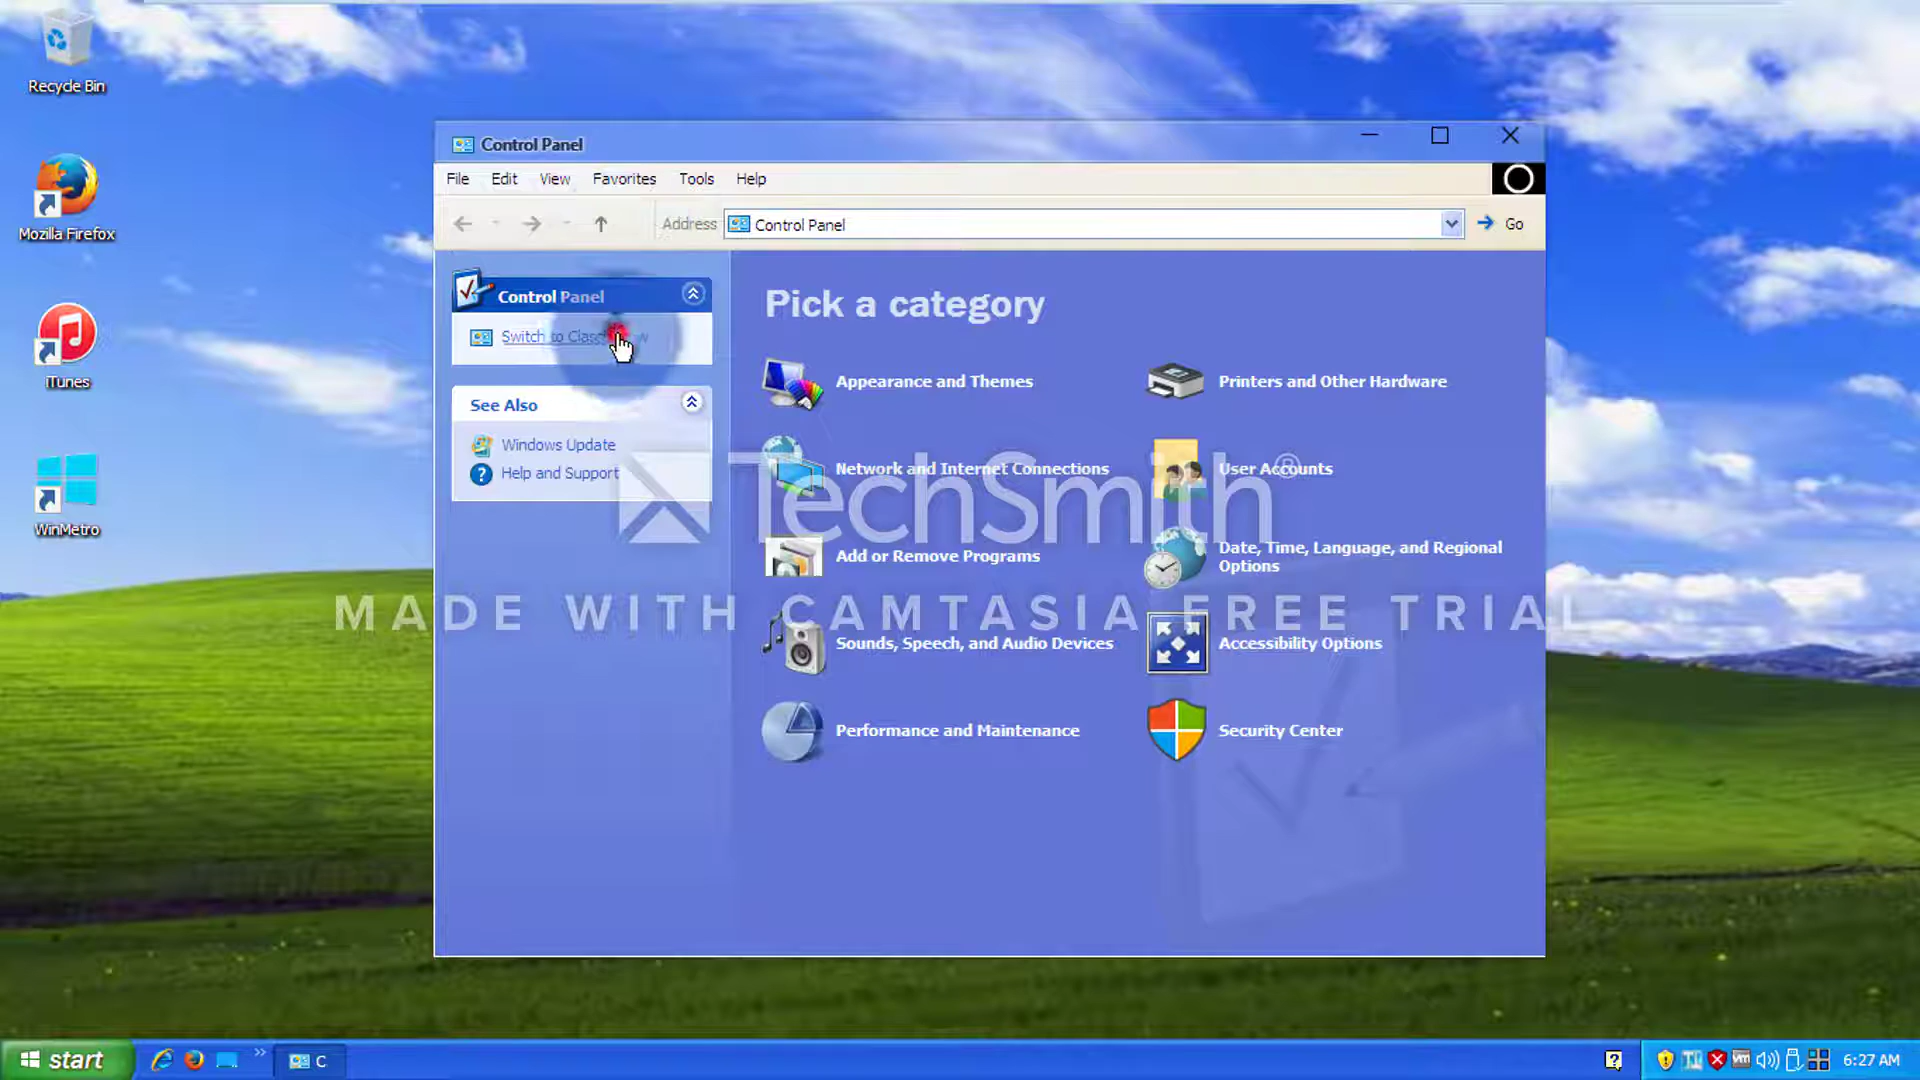 Recycle Bin
Mozilla Firefox
iTunes
WinMetro
Control Panel
File Edit View Favorites Tools Help
Address Control Panel Go
Control Panel
Switch to
See Also
Windows Update
Help and Support
Pick a category
Appearance and Themes
Printers and Other Hardware
Network and Internet Connections
User Accounts
Add or Remove Programs
Date, Time, Language, and Regional
Options
Sounds, Speech, and Audio Devices
Accessibility Options
Performance and Maintenance
Security Center
TechSmith
MADE WITH CAMTASIA FREE TRIAL
start
C
6:27 AM